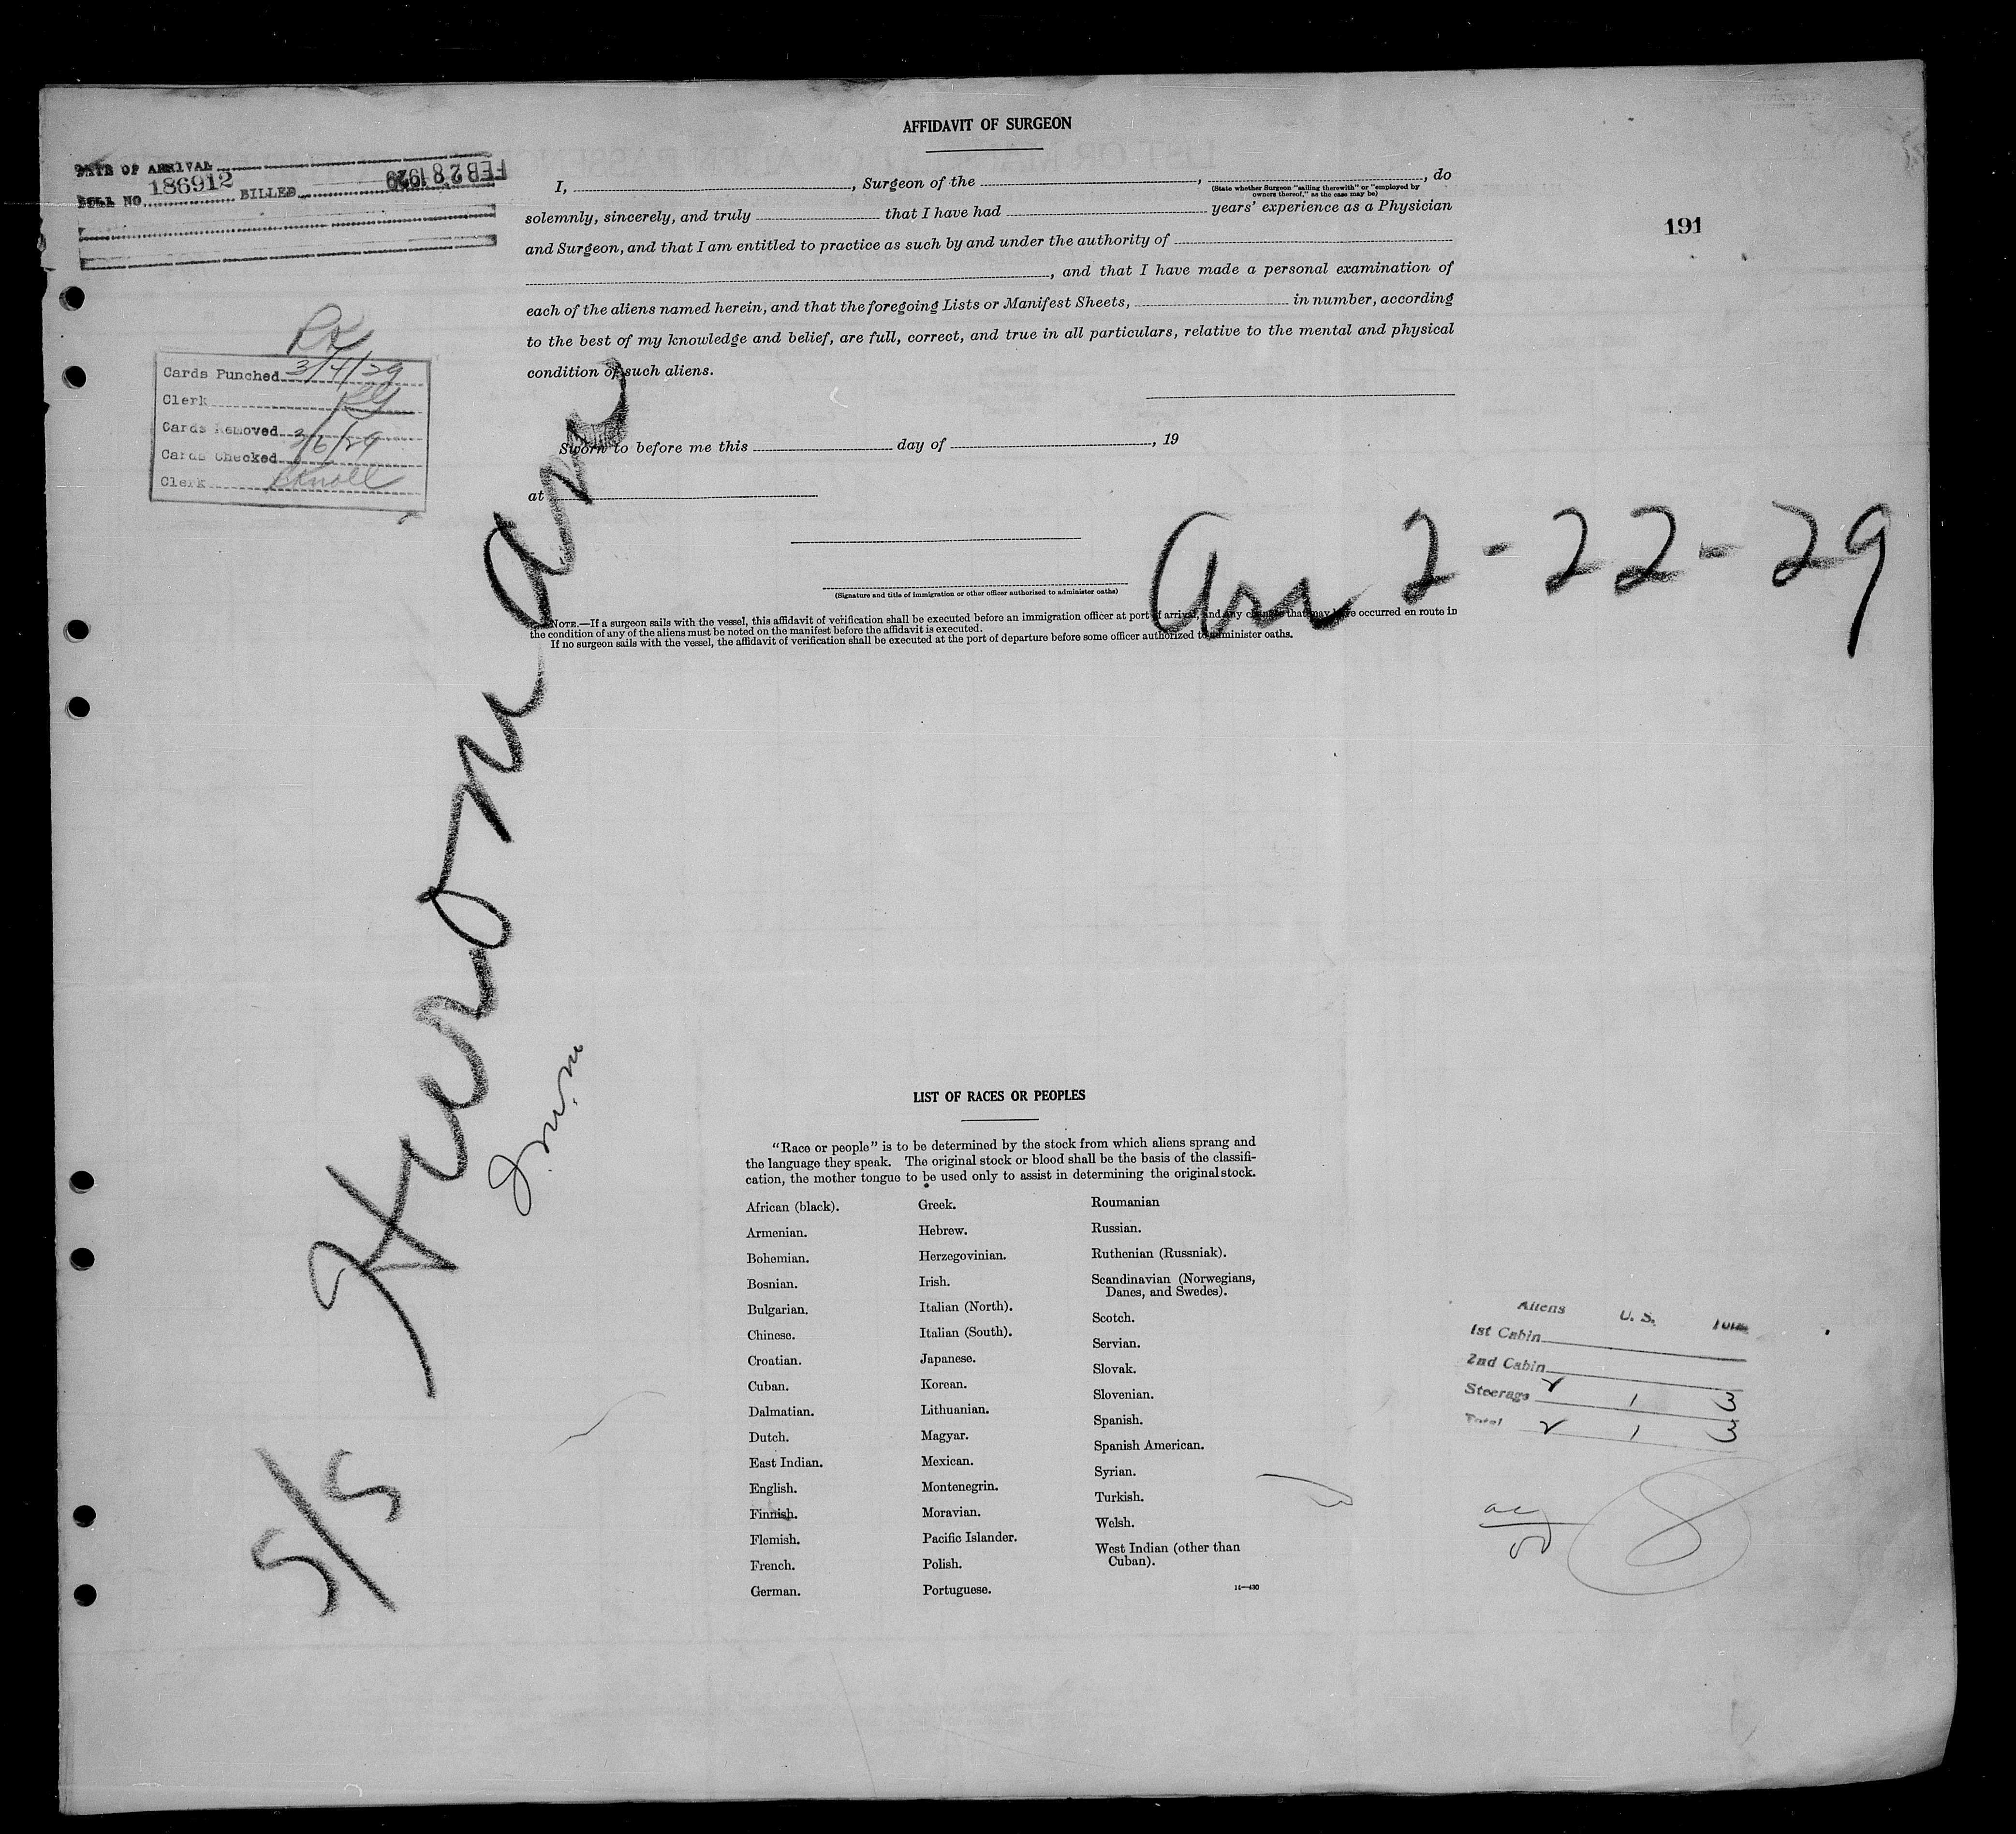 AFFIDAVIT OF SURGEON
DATE OF ARRIVAL
BILL NO. 186912 BILLED FEB 28 1929
I, , Surgeon of the , , do
(State whether Surgeon "sailing therewith" or "employed by
owners thereof," as the case may be)
solemnly, sincerely, and truly that I have had years' experience as a Physician
and Surgeon, and that I am entitled to practice as such by and under the authority of
, and that I have made a personal examination of
each of the aliens named herein, and that the foregoing Lists or Manifest Sheets, in number, according
to the best of my knowledge and belief, are full, correct, and true in all particulars, relative to the mental and physical
condition of such aliens.
191
Cards Punched 3/4/29
Clerk
Cards Removed 3/6/29
Cards Checked
Clerk Knoll
Sworn to before me this day of , 19
at
(Signature and title of immigration or other officer authorized to administer oaths)
Arr 2-22-29
NOTE.—If a surgeon sails with the vessel, this affidavit of verification shall be executed before an immigration officer at port of arrival, and any changes that may have occurred en route in
the condition of any of the aliens must be noted on the manifest before the affidavit is executed.
If no surgeon sails with the vessel, the affidavit of verification shall be executed at the port of departure before some officer authorized to administer oaths.
S/S
LIST OF RACES OR PEOPLES
"Race or people" is to be determined by the stock from which aliens sprang and
the language they speak. The original stock or blood shall be the basis of the classifi-
cation, the mother tongue to be used only to assist in determining the original stock.
African (black).
Armenian.
Bohemian.
Bosnian.
Bulgarian.
Chinese.
Croatian.
Cuban.
Dalmatian.
Dutch.
East Indian.
English.
Finnish.
Flemish.
French.
German.
Greek.
Hebrew.
Herzegovinian.
Irish.
Italian (North).
Italian (South).
Japanese.
Korean.
Lithuanian.
Magyar.
Mexican.
Montenegrin.
Moravian.
Pacific Islander.
Polish.
Portuguese.
Roumanian
Russian.
Ruthenian (Russniak).
Scandinavian (Norwegians,
Danes, and Swedes).
Scotch.
Servian.
Slovak.
Slovenian.
Spanish.
Spanish American.
Syrian.
Turkish.
Welsh.
West Indian (other than
Cuban).
14—430
Aliens U. S. Total
1st Cabin
2nd Cabin
Steerage 2 1 3
Total 2 1 3
8